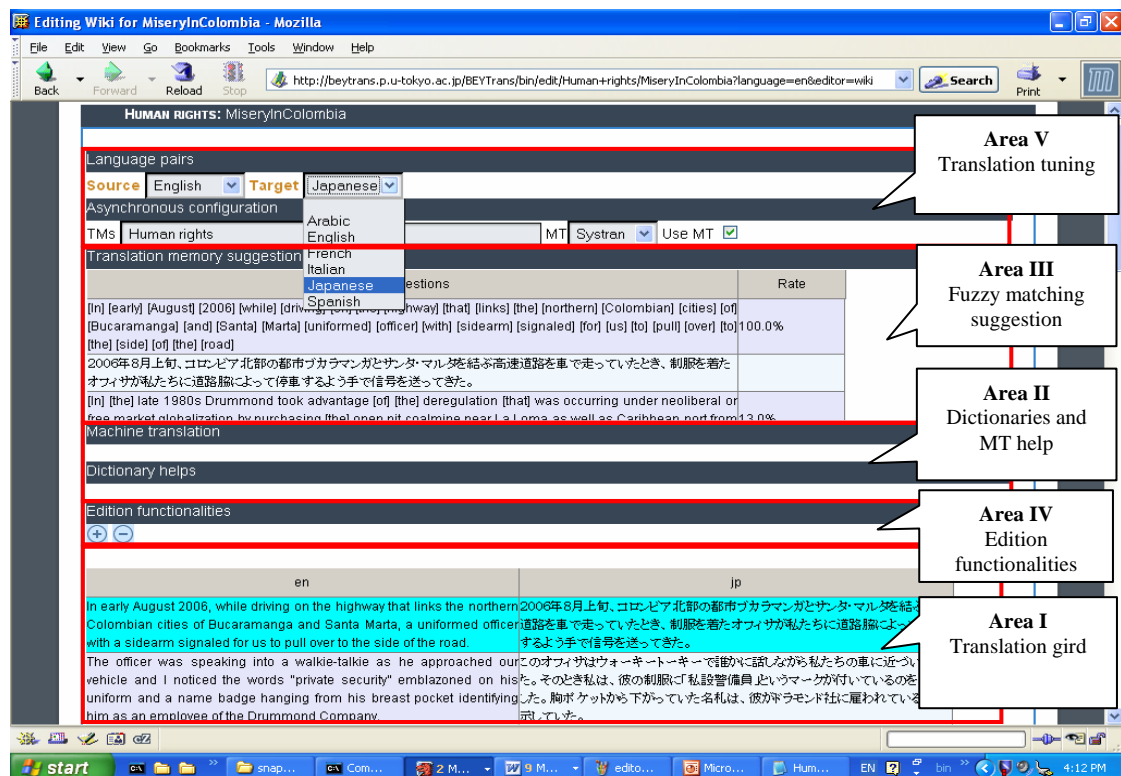 Editing Wiki for MiseryInColombia - Mozilla
File Edit View Go Bookmarks Tools Window Help
Back Forward Reload Stop http://beytrans.p.u-tokyo.ac.jp/BEYTrans/bin/edit/Human+rights/MiseryInColombia?language=en&editor=wiki Search Print
HUMAN RIGHTS: MiseryInColombia
Area V
Translation tuning
Language pairs
Source English Target Japanese
Asynchronous configuration
TMs Human rights MT Systran Use MT
Arabic
English
French
Italian
Japanese
Spanish
Translation memory suggestion
estions Rate
[In] [early] [August] [2006] [while] [the] [northern] [Colombian] [cities] [of]
[Bucaramanga] [and] [Santa] [Marta] [uniformed] [officer] [with] [sidearm] [signaled] [for] [us] [to] [pull] [over] [to] 100.0%
[the] [side] [of] [the] [road]
2006年8月上旬、コロンビア北部の都市ブカラマンガとサンタ・マルタを結ぶ高速道路を車で走っていたとき、制服を着た
オフィサが私たちに道路脇によって停車するよう手で信号を送ってきた。
[In] [the] late 1980s Drummond took advantage [of] [the] deregulation [that] was occurring under neoliberal or
free market globalization by purchasing [the] open pit coalmine near La Loma as well as Caribbean port from 13.0%
Area III
Fuzzy matching
suggestion
Machine translation
Dictionary helps
Area II
Dictionaries and
MT help
Edition functionalities
Area IV
Edition
functionalities
en jp
In early August 2006, while driving on the highway that links the northern
Colombian cities of Bucaramanga and Santa Marta, a uniformed officer
with a sidearm signaled for us to pull over to the side of the road.
2006年8月上旬、コロンビア北部の都市ブカラマンガとサンタ・マルタを結
道路を車で走っていたとき、制服を着たオフィサが私たちに道路脇によっ
するよう手で信号を送ってきた。
The officer was speaking into a walkie-talkie as he approached our
vehicle and I noticed the words "private security" emblazoned on his
uniform and a name badge hanging from his breast pocket identifying
him as an employee of the Drummond Company.
このオフィサはウォーキートーキーで誰かに話しながら私たちの車に近づい
た。そのとき私は、彼の制服に「私設警備員」というマークが付いているのを
した。胸ポケットから下がっていた名札は、彼がドラモンド社に雇われている
示していた。
Area I
Translation gird
start Com... 2 M... 9 M... edito... Micro... Hum... EN bin 4:12 PM
snap...